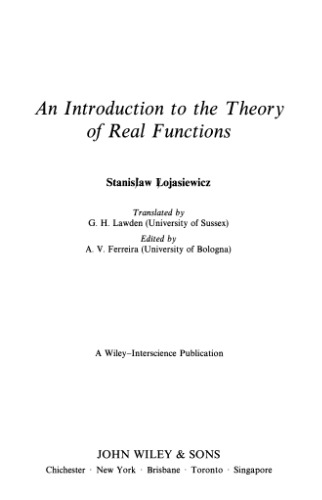 An Introduction to the Theory
of Real Functions
Stanisław Łojasiewicz
Translated by
G. H. Lawden (University of Sussex)
Edited by
A. V. Ferreira (University of Bologna)
A Wiley–Interscience Publication
JOHN WILEY & SONS
Chichester · New York · Brisbane · Toronto · Singapore